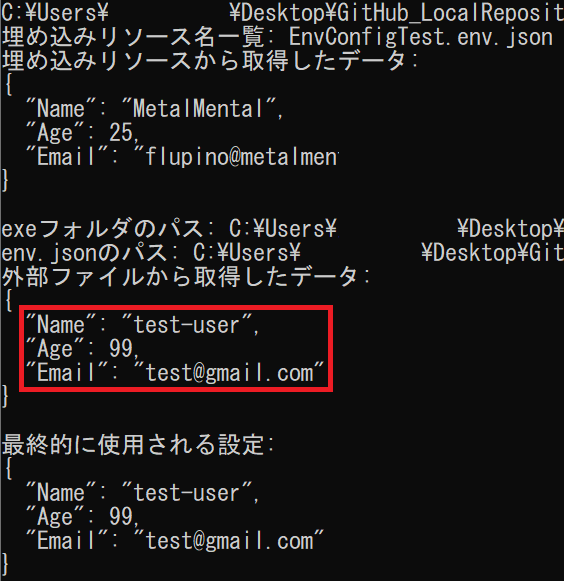 C:¥Users¥ ¥Desktop¥GitHub_LocalReposit
埋め込みリソース名一覧: EnvConfigTest.env.json
埋め込みリソースから取得したデータ:
{
"Name": "MetalMental",
"Age": 25,
"Email": "flupino@metalmen
}
exeフォルダのパス: C:¥Users¥ ¥Desktop¥
env.jsonのパス: C:¥Users¥ ¥Desktop¥Git
外部ファイルから取得したデータ:
{
"Name": "test-user",
"Age": 99,
"Email": "test@gmail.com"
}
最終的に使用される設定:
{
"Name": "test-user",
"Age": 99,
"Email": "test@gmail.com"
}